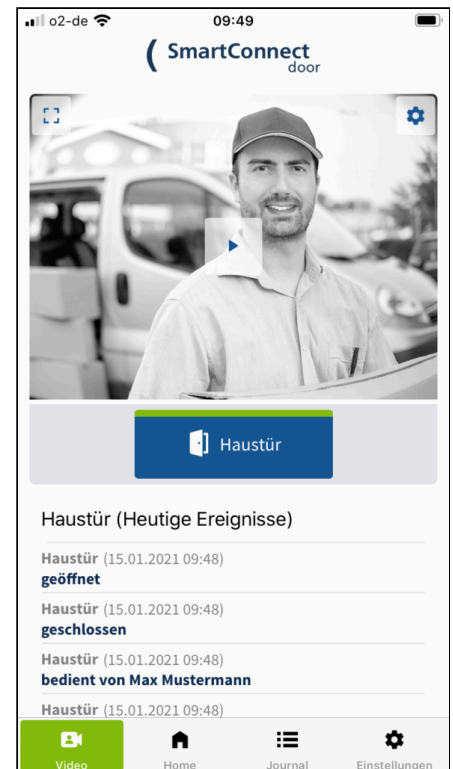 o2-de 09:49
SmartConnect
door
Haustür
Haustür (Heutige Ereignisse)
Haustür (15.01.2021 09:48)
geöffnet
Haustür (15.01.2021 09:48)
geschlossen
Haustür (15.01.2021 09:48)
bedient von Max Mustermann
Haustür (15.01.2021 09:48)
Video Home Journal Einstellungen